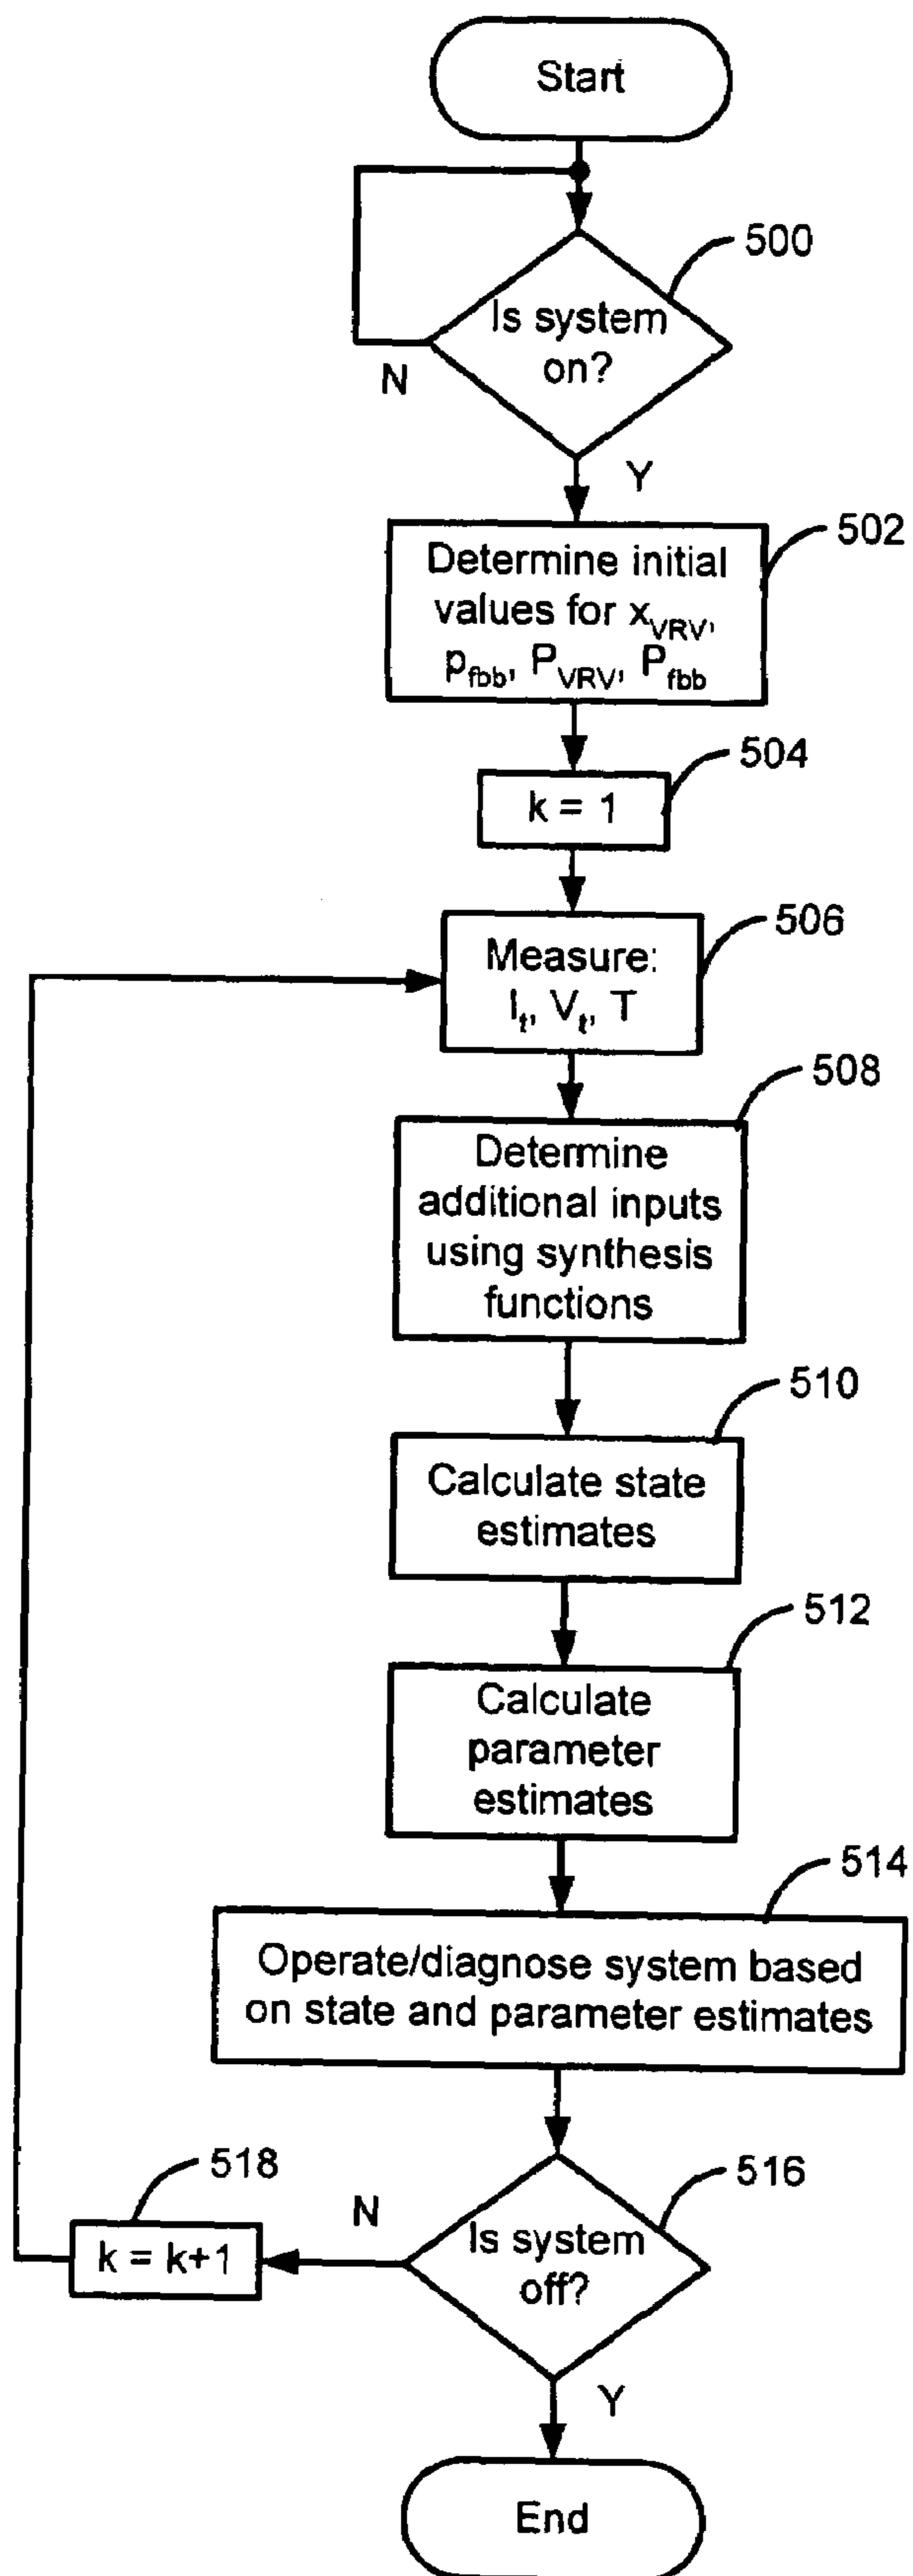 Start
500
Is system
on?
N
Y
502
Determine initial
values for x_VRV,
p_fbb, P_VRV, P_fbb
504
k = 1
506
Measure:
I_t, V_t, T
508
Determine
additional inputs
using synthesis
functions
510
Calculate state
estimates
512
Calculate
parameter
estimates
514
Operate/diagnose system based
on state and parameter estimates
518
k = k+1
N
516
Is system
off?
Y
End